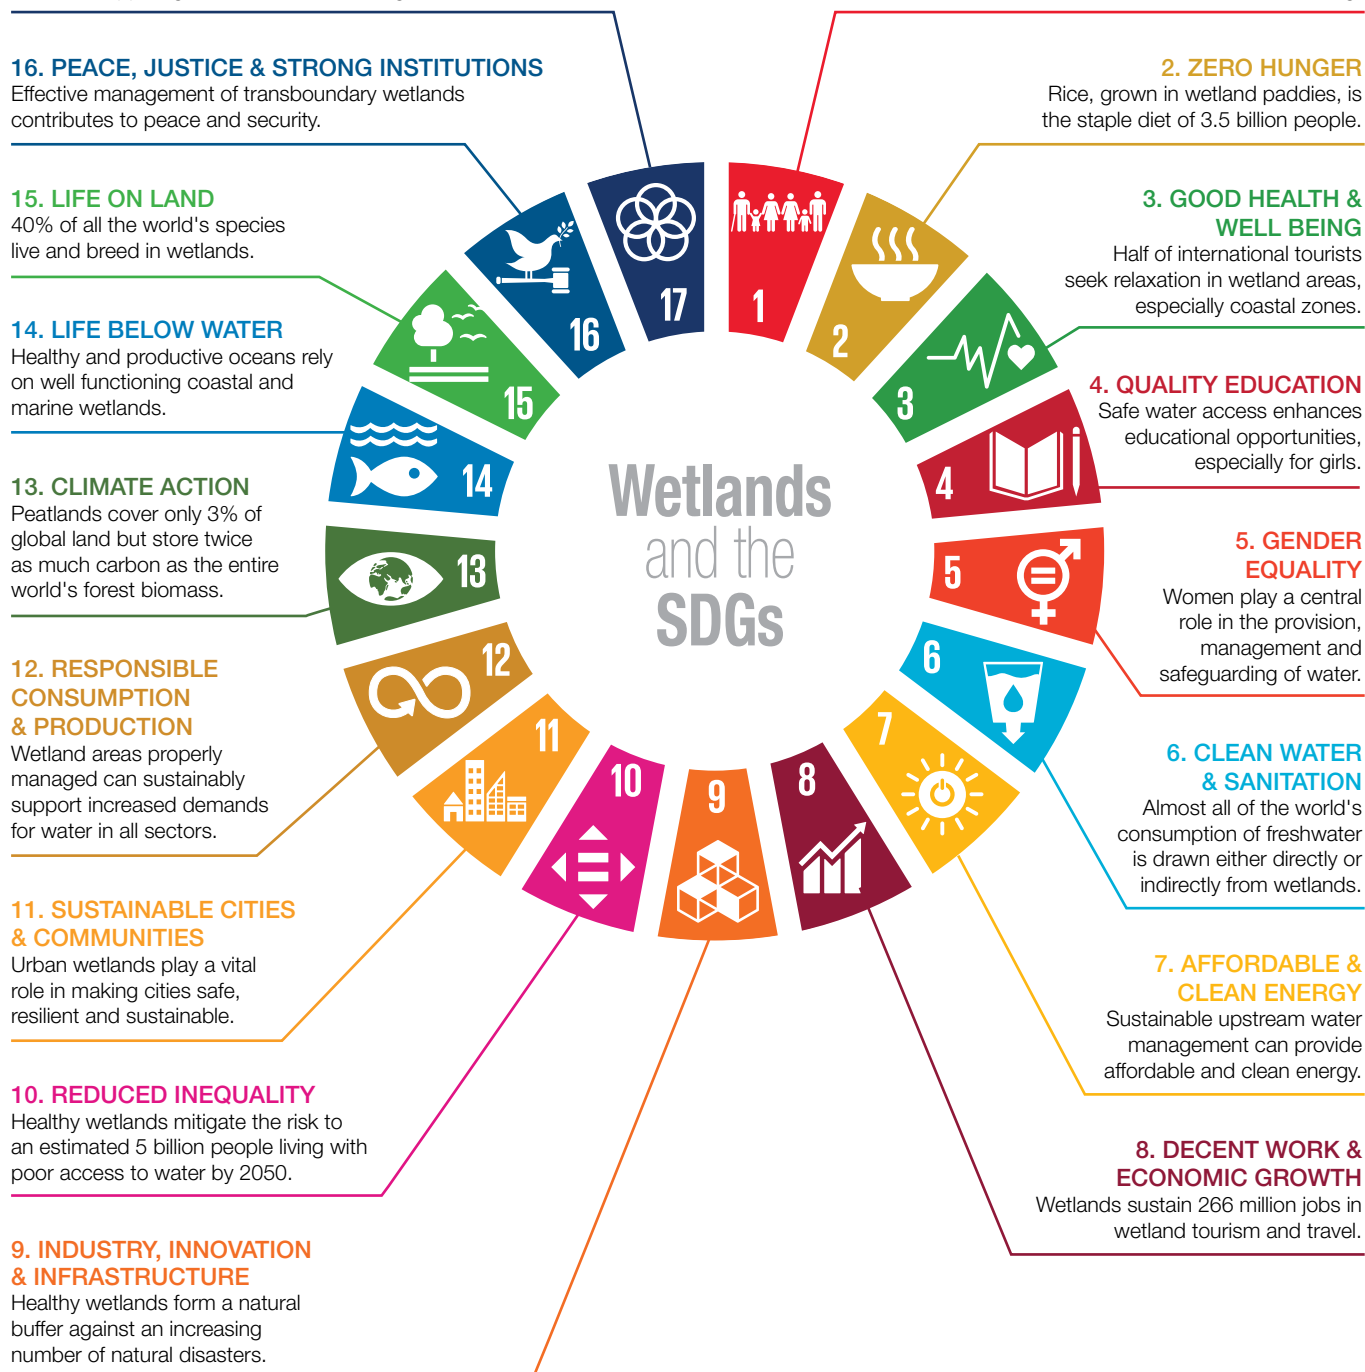 16. PEACE, JUSTICE & STRONG INSTITUTIONS
Effective management of transboundary wetlands
contributes to peace and security.
15. LIFE ON LAND
40% of all the world's species
live and breed in wetlands.
14. LIFE BELOW WATER
Healthy and productive oceans rely
on well functioning coastal and
marine wetlands.
13. CLIMATE ACTION
Peatlands cover only 3% of
global land but store twice
as much carbon as the entire
world's forest biomass.
12. RESPONSIBLE
CONSUMPTION
& PRODUCTION
Wetland areas properly
managed can sustainably
support increased demands
for water in all sectors.
11. SUSTAINABLE CITIES
& COMMUNITIES
Urban wetlands play a vital
role in making cities safe,
resilient and sustainable.
10. REDUCED INEQUALITY
Healthy wetlands mitigate the risk to
an estimated 5 billion people living with
poor access to water by 2050.
9. INDUSTRY, INNOVATION
& INFRASTRUCTURE
Healthy wetlands form a natural
buffer against an increasing
number of natural disasters.
17
1
16
2
15
3
14
4
13
5
12
6
11
7
10
9
8
Wetlands
and the
SDGs
2. ZERO HUNGER
Rice, grown in wetland paddies, is
the staple diet of 3.5 billion people.
3. GOOD HEALTH &
WELL BEING
Half of international tourists
seek relaxation in wetland areas,
especially coastal zones.
4. QUALITY EDUCATION
Safe water access enhances
educational opportunities,
especially for girls.
5. GENDER
EQUALITY
Women play a central
role in the provision,
management and
safeguarding of water.
6. CLEAN WATER
& SANITATION
Almost all of the world's
consumption of freshwater
is drawn either directly or
indirectly from wetlands.
7. AFFORDABLE &
CLEAN ENERGY
Sustainable upstream water
management can provide
affordable and clean energy.
8. DECENT WORK &
ECONOMIC GROWTH
Wetlands sustain 266 million jobs in
wetland tourism and travel.